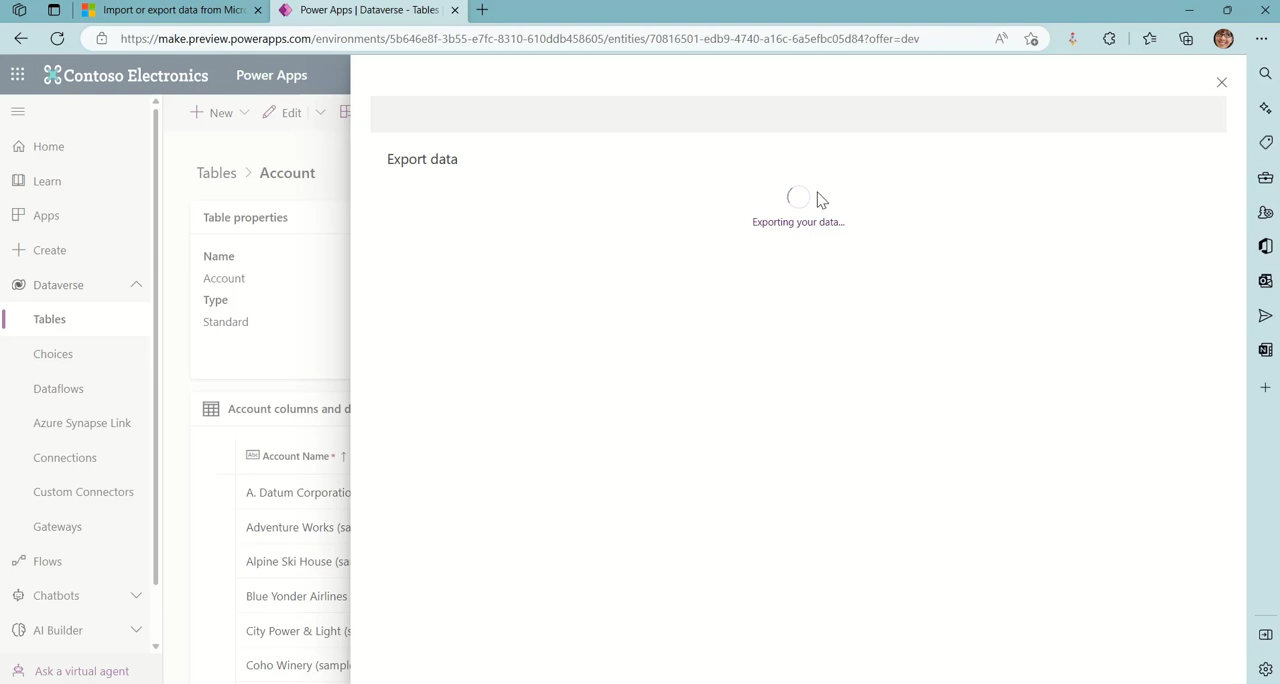 Import or export data from Micr
Power Apps | Dataverse - Tables
https://make.preview.powerapps.com/environments/5b646e8f-3b55-e7fc-8310-610ddb458605/entities/70816501-edb9-4740-a16c-6a5efbc05d84?offer=dev
Contoso Electronics
Power Apps
New
Edit
Export data
Exporting your data...
Home
Learn
Apps
Create
Dataverse
Tables
Choices
Dataflows
Azure Synapse Link
Connections
Custom Connectors
Gateways
Flows
Chatbots
AI Builder
Ask a virtual agent
Tables > Account
Table properties
Name
Account
Type
Standard
Account columns and d
Abc Account Name * ↑
A. Datum Corporatio
Adventure Works (sa
Alpine Ski House (sa
Blue Yonder Airlines
City Power & Light (s
Coho Winery (sampl